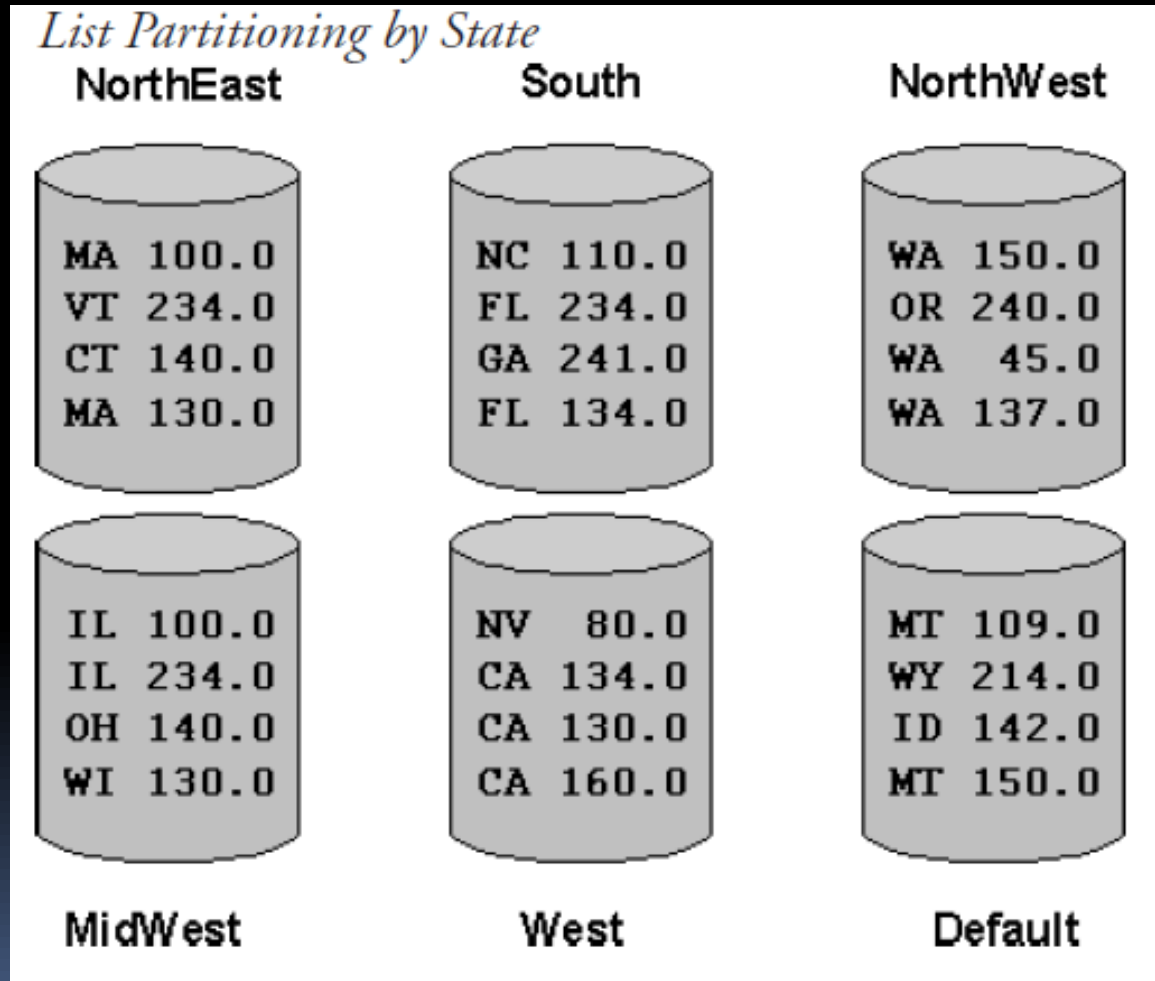 List Partitioning by State
NorthEast South NorthWest
MA 100.0 NC 110.0 WA 150.0
VT 234.0 FL 234.0 OR 240.0
CT 140.0 GA 241.0 WA 45.0
MA 130.0 FL 134.0 WA 137.0
IL 100.0 NV 80.0 MT 109.0
IL 234.0 CA 134.0 WY 214.0
OH 140.0 CA 130.0 ID 142.0
WI 130.0 CA 160.0 MT 150.0
MidWest West Default